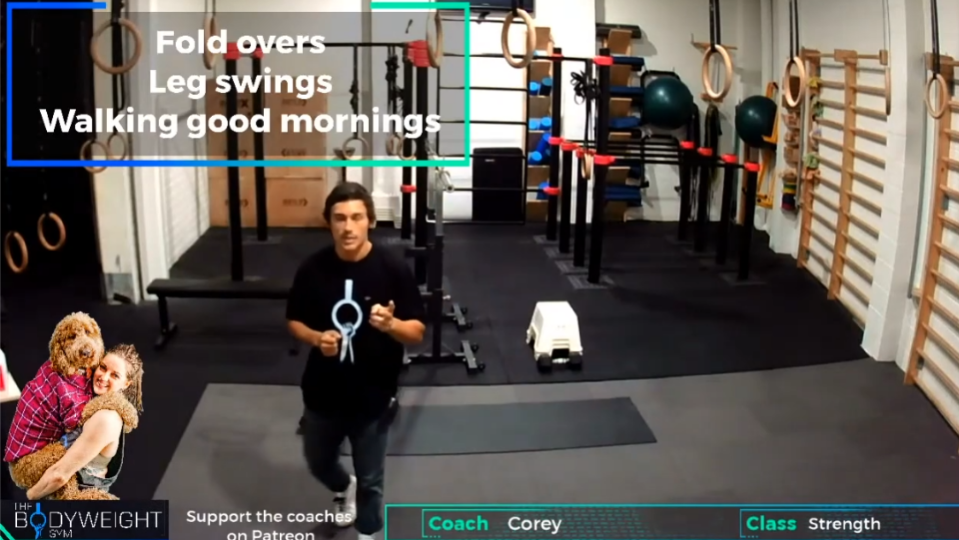 Fold overs
Leg swings
Walking good mornings
THE
BODYWEIGHT
GYM
Support the coaches
on Patreon
Coach Corey
Class Strength